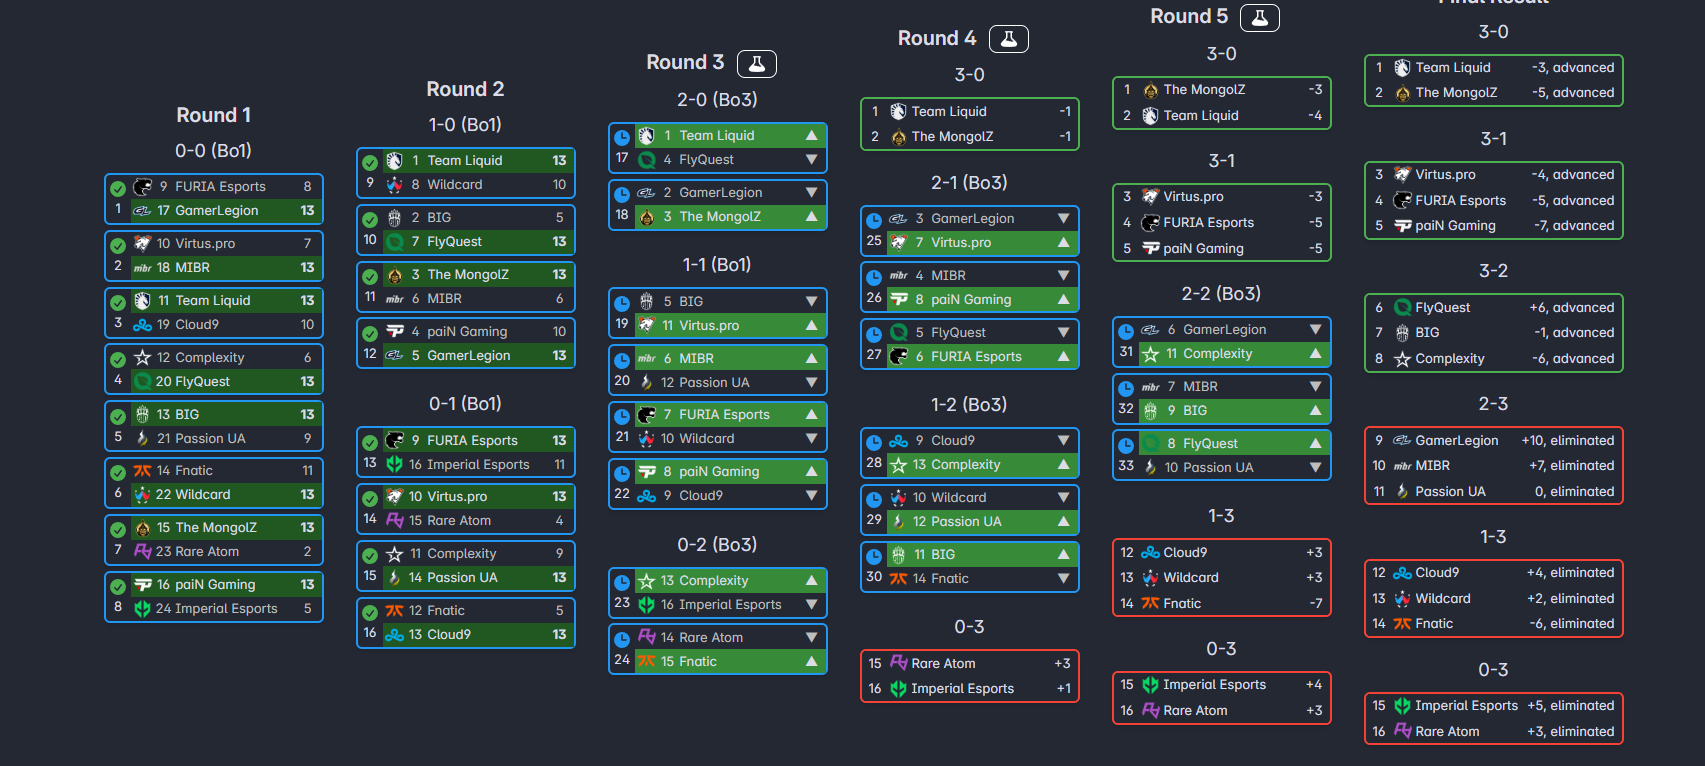 Round 1
0-0 (Bo1)
9 FURIA Esports 8
1 17 GamerLegion 13
10 Virtus.pro 7
2 mibr 18 MIBR 13
11 Team Liquid 13
3 19 Cloud9 10
12 Complexity 6
4 20 FlyQuest 13
13 BIG 13
5 21 Passion UA 9
14 Fnatic 11
6 22 Wildcard 13
15 The MongolZ 13
7 23 Rare Atom 2
16 paiN Gaming 13
8 24 Imperial Esports 5
Round 2
1-0 (Bo1)
1 Team Liquid 13
9 8 Wildcard 10
2 BIG 5
10 7 FlyQuest 13
3 The MongolZ 13
11 mibr 6 MIBR 6
4 paiN Gaming 10
12 5 GamerLegion 13
0-1 (Bo1)
9 FURIA Esports 13
13 16 Imperial Esports 11
10 Virtus.pro 13
14 15 Rare Atom 4
11 Complexity 9
15 14 Passion UA 13
12 Fnatic 5
16 13 Cloud9 13
Round 3
2-0 (Bo3)
1 Team Liquid ▲
17 4 FlyQuest ▼
2 GamerLegion ▼
18 3 The MongolZ ▲
1-1 (Bo1)
5 BIG ▼
19 11 Virtus.pro ▲
mibr 6 MIBR ▲
20 12 Passion UA ▼
7 FURIA Esports ▲
21 10 Wildcard ▼
8 paiN Gaming ▲
22 9 Cloud9 ▼
0-2 (Bo3)
13 Complexity ▲
23 16 Imperial Esports ▼
14 Rare Atom ▼
24 15 Fnatic ▲
Round 4
3-0
1 Team Liquid -1
2 The MongolZ -1
2-1 (Bo3)
3 GamerLegion ▼
25 7 Virtus.pro ▲
mibr 4 MIBR ▼
26 8 paiN Gaming ▲
5 FlyQuest ▼
27 6 FURIA Esports ▲
1-2 (Bo3)
9 Cloud9 ▼
28 13 Complexity ▲
10 Wildcard ▼
29 12 Passion UA ▲
11 BIG ▲
30 14 Fnatic ▼
0-3
15 Rare Atom +3
16 Imperial Esports +1
Round 5
3-0
1 The MongolZ -3
2 Team Liquid -4
3-1
3 Virtus.pro -3
4 FURIA Esports -5
5 paiN Gaming -5
2-2 (Bo3)
6 GamerLegion ▼
31 11 Complexity ▲
mibr 7 MIBR ▼
32 9 BIG ▲
8 FlyQuest ▲
33 10 Passion UA ▼
1-3
12 Cloud9 +3
13 Wildcard +3
14 Fnatic -7
0-3
15 Imperial Esports +4
16 Rare Atom +3
Final Result
3-0
1 Team Liquid -3, advanced
2 The MongolZ -5, advanced
3-1
3 Virtus.pro -4, advanced
4 FURIA Esports -5, advanced
5 paiN Gaming -7, advanced
3-2
6 FlyQuest +6, advanced
7 BIG -1, advanced
8 Complexity -6, advanced
2-3
9 GamerLegion +10, eliminated
10 mibr MIBR +7, eliminated
11 Passion UA 0, eliminated
1-3
12 Cloud9 +4, eliminated
13 Wildcard +2, eliminated
14 Fnatic -6, eliminated
0-3
15 Imperial Esports +5, eliminated
16 Rare Atom +3, eliminated